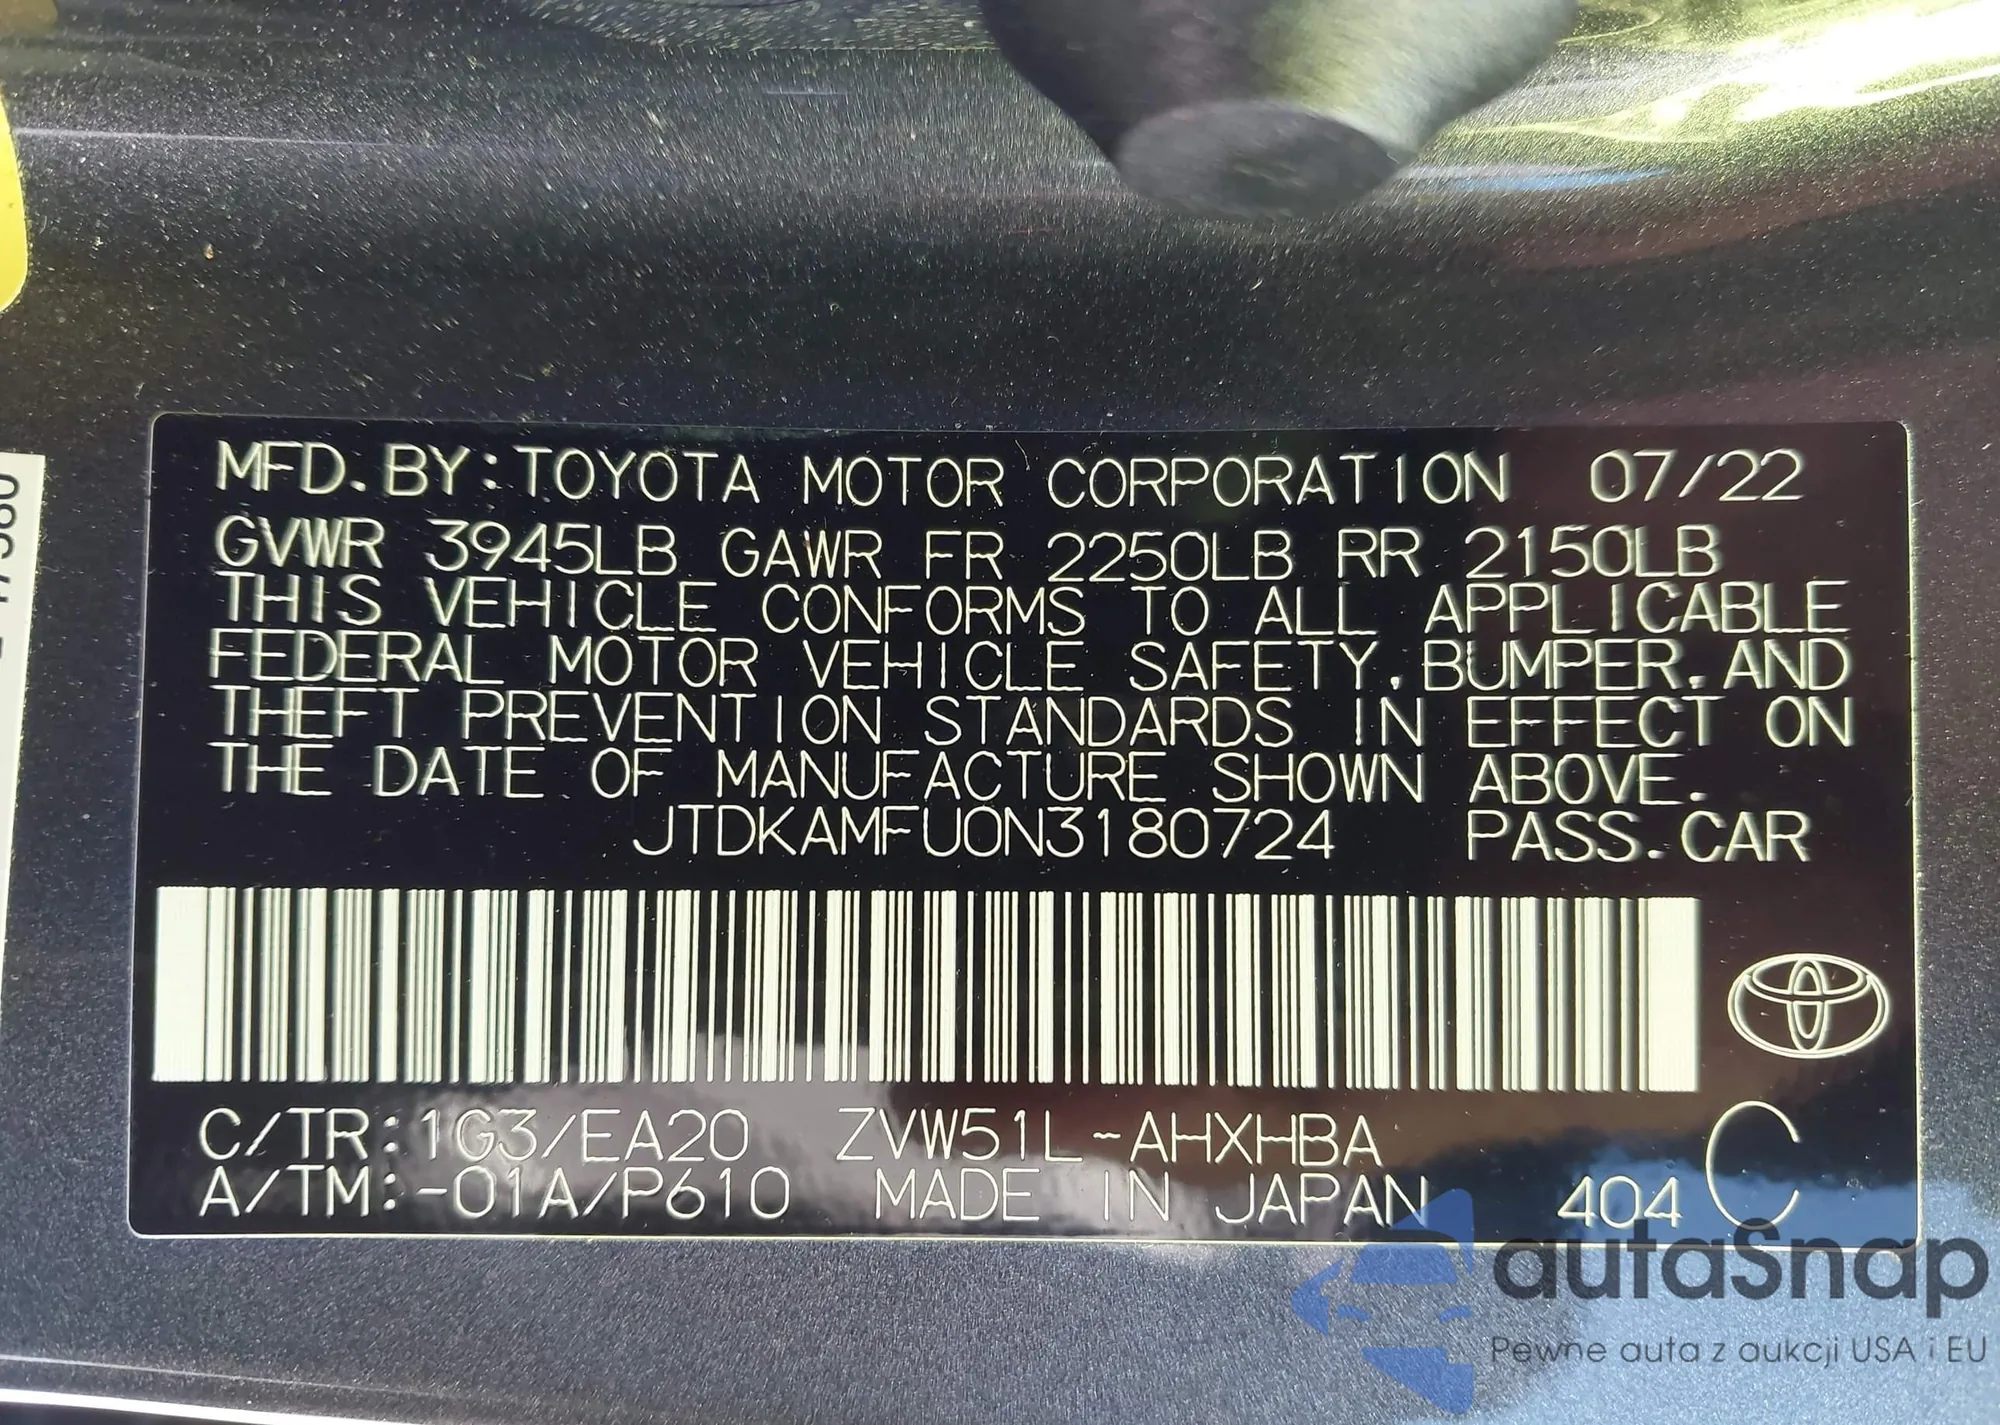 MFD. BY: TOYOTA MOTOR CORPORATION 07/22
GVWR 3945LB GAWR FR 2250LB RR 2150LB
THIS VEHICLE CONFORMS TO ALL APPLICABLE
FEDERAL MOTOR VEHICLE SAFETY, BUMPER, AND
THEFT PREVENTION STANDARDS IN EFFECT ON
THE DATE OF MANUFACTURE SHOWN ABOVE.
JTDKAMFU0N3180724 PASS. CAR
C/TR: 1G3/EA20 ZVW51L-AHXHBA C
A/TM: -01A/P610 MADE IN JAPAN 404
autaSnap
Pewne auta z aukcji USA i EU